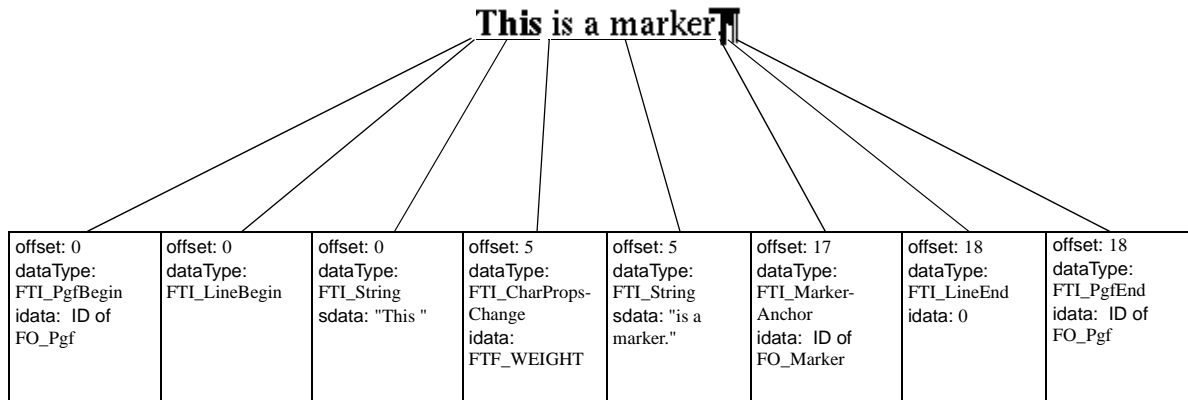 This is a marker.¶
offset: 0
dataType:
FTI_PgfBegin
idata:  ID of
FO_Pgf
offset: 0
dataType:
FTI_LineBegin
offset: 0
dataType:
FTI_String
sdata: "This "
offset: 5
dataType:
FTI_CharProps-
Change
idata:
FTF_WEIGHT
offset: 5
dataType:
FTI_String
sdata: "is a
marker."
offset: 17
dataType:
FTI_Marker-
Anchor
idata:  ID of
FO_Marker
offset: 18
dataType:
FTI_LineEnd
idata: 0
offset: 18
dataType:
FTI_PgfEnd
idata:  ID of
FO_Pgf